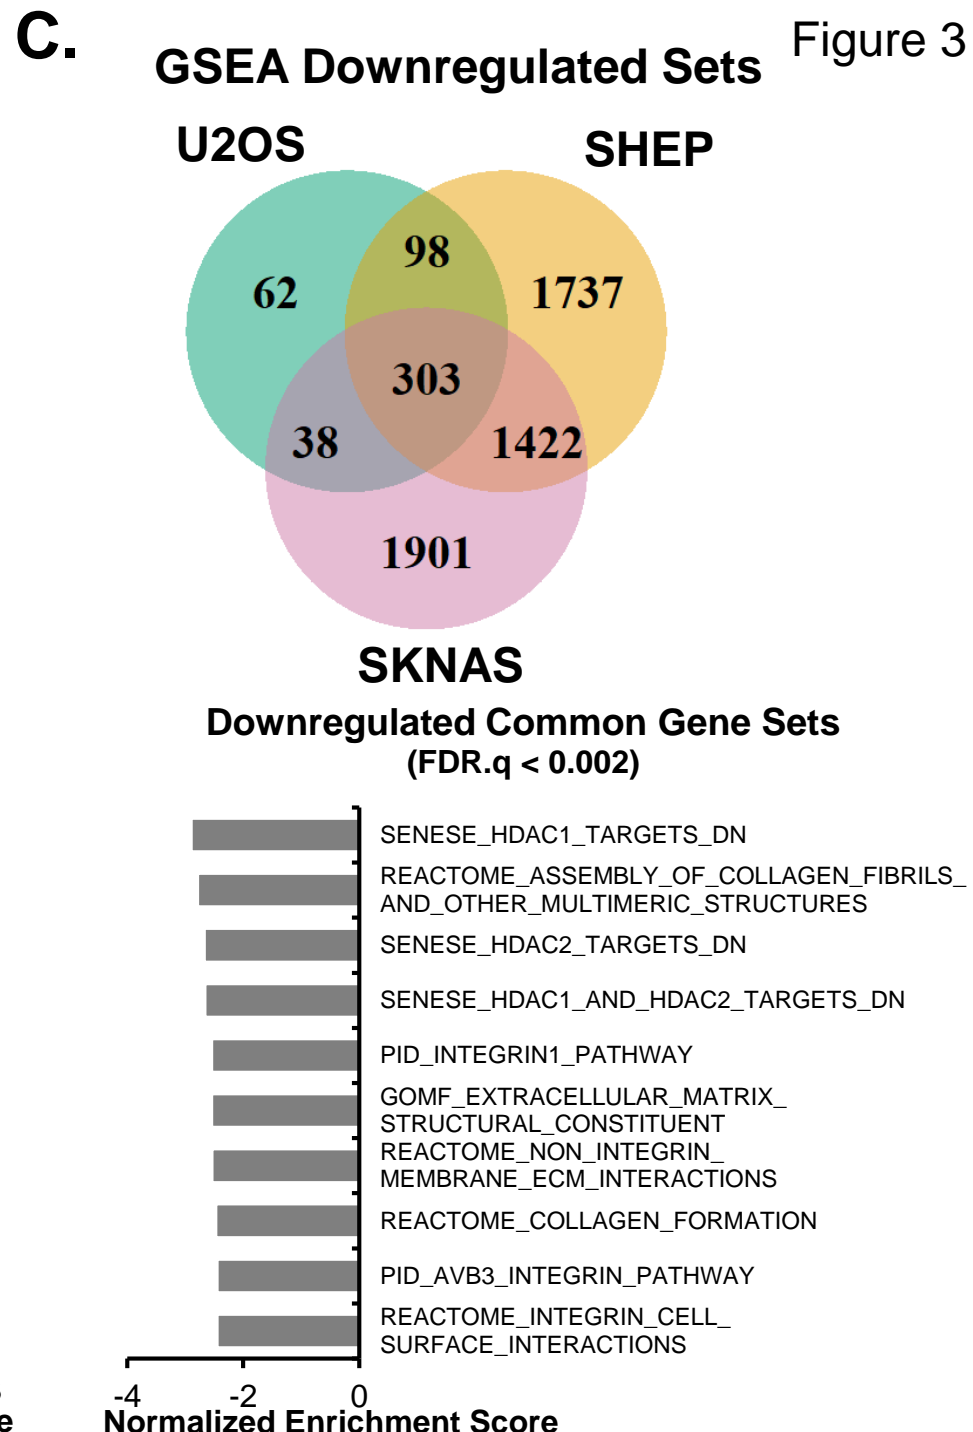 C.
Figure 3
GSEA Downregulated Sets
U2OS
SHEP
98
62
1737
303
38
1422
1901
SKNAS
Downregulated Common Gene Sets
(FDR.q < 0.002)
SENESE_HDAC1_TARGETS_DN
REACTOME_ASSEMBLY_OF_COLLAGEN_FIBRILS_
AND_OTHER_MULTIMERIC_STRUCTURES
SENESE_HDAC2_TARGETS_DN
SENESE_HDAC1_AND_HDAC2_TARGETS_DN
PID_INTEGRIN1_PATHWAY
GOMF_EXTRACELLULAR_MATRIX_
STRUCTURAL_CONSTITUENT
REACTOME_NON_INTEGRIN_
MEMBRANE_ECM_INTERACTIONS
REACTOME_COLLAGEN_FORMATION
PID_AVB3_INTEGRIN_PATHWAY
REACTOME_INTEGRIN_CELL_
SURFACE_INTERACTIONS
-4 -2 0
e Normalized Enrichment Score